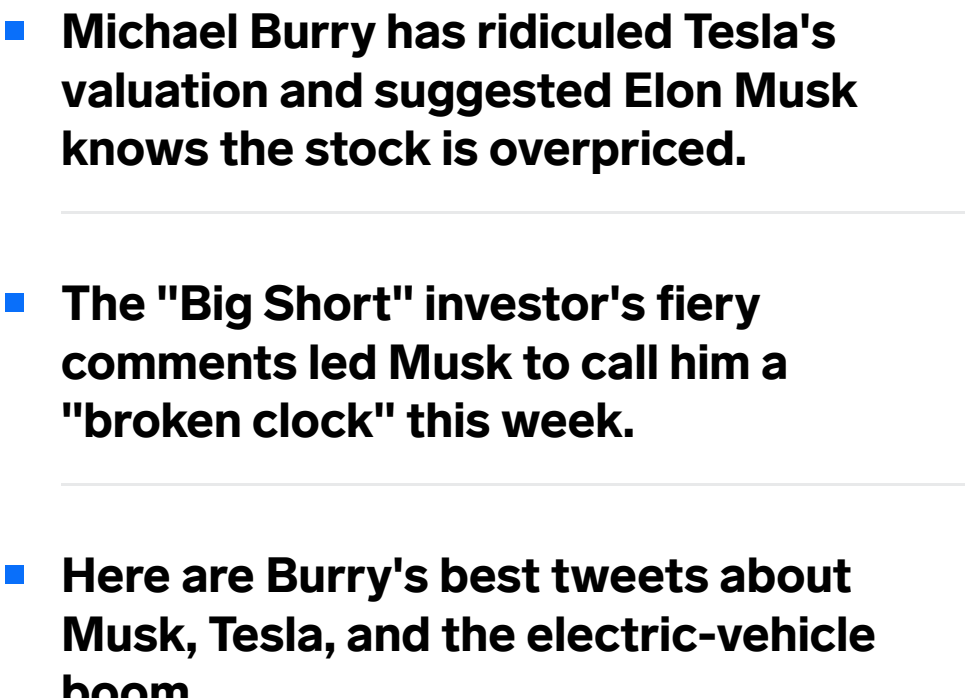 Michael Burry has ridiculed Tesla's
valuation and suggested Elon Musk
knows the stock is overpriced.
The "Big Short" investor's fiery
comments led Musk to call him a
"broken clock" this week.
Here are Burry's best tweets about
Musk, Tesla, and the electric-vehicle
boom